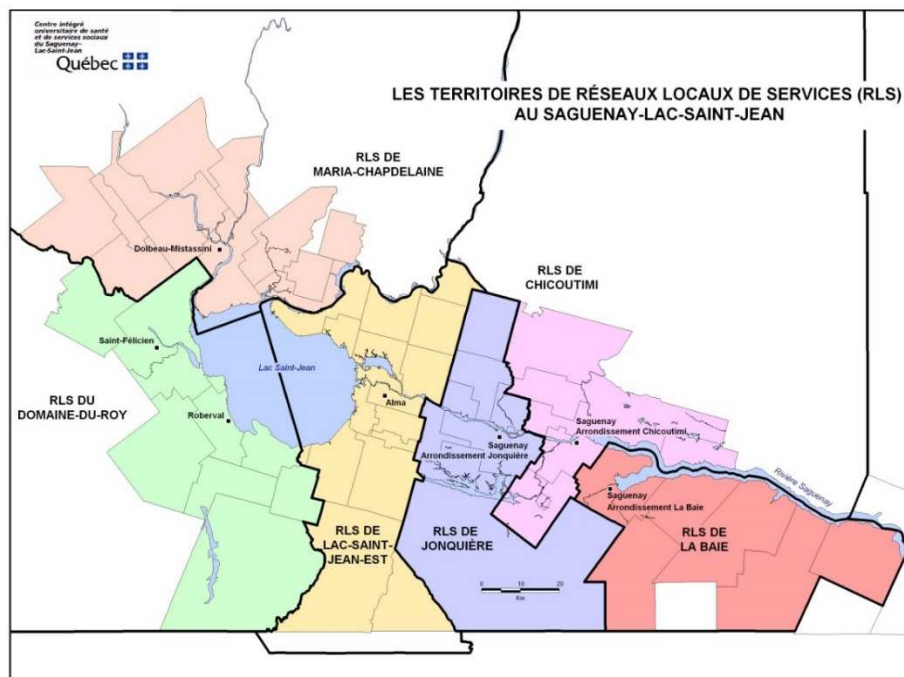 Centre intégré
universitaire de santé
et de services sociaux
du Saguenay–
Lac-Saint-Jean
Québec
LES TERRITOIRES DE RÉSEAUX LOCAUX DE SERVICES (RLS)
AU SAGUENAY-LAC-SAINT-JEAN
RLS DE
MARIA-CHAPDELAINE
Dolbeau-Mistassini
RLS DE
CHICOUTIMI
Saint-Félicien
Lac Saint-Jean
RLS DU
DOMAINE-DU-ROY
Roberval
Alma
Saguenay
Arrondissement Chicoutimi
Saguenay
Arrondissement Jonquière
Rivière Saguenay
Saguenay
Arrondissement La Baie
RLS DE
LAC-SAINT-
JEAN-EST
RLS DE
JONQUIÈRE
RLS DE
LA BAIE
0 10 20
Km